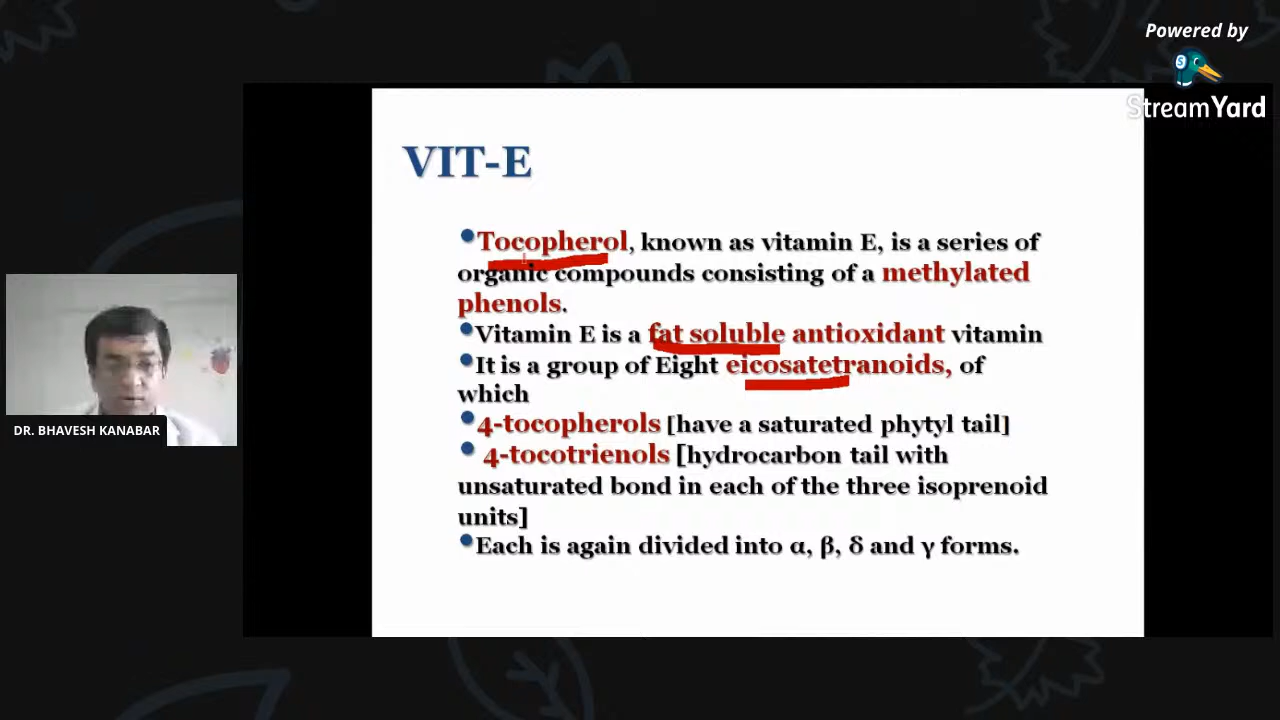 Powered by
StreamYard
VIT-E
•Tocopherol, known as vitamin E, is a series of
organic compounds consisting of a methylated
phenols.
•Vitamin E is a fat soluble antioxidant vitamin
•It is a group of Eight eicosatetranoids, of
which
•4-tocopherols [have a saturated phytyl tail]
• 4-tocotrienols [hydrocarbon tail with
unsaturated bond in each of the three isoprenoid
units]
•Each is again divided into α, β, δ and γ forms.
DR. BHAVESH KANABAR